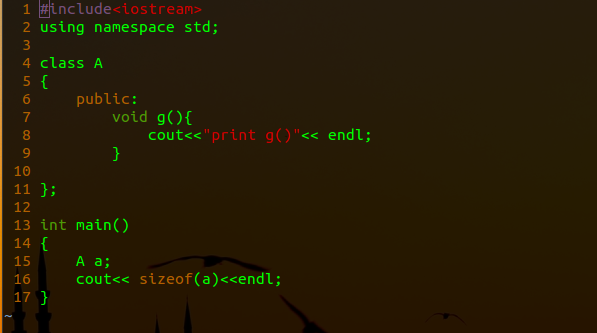 1 #include<iostream>
2 using namespace std;
3
4 class A
5 {
6     public:
7         void g(){
8             cout<<"print g()"<< endl;
9         }
10
11 };
12
13 int main()
14 {
15     A a;
16     cout<< sizeof(a)<<endl;
17 }
~